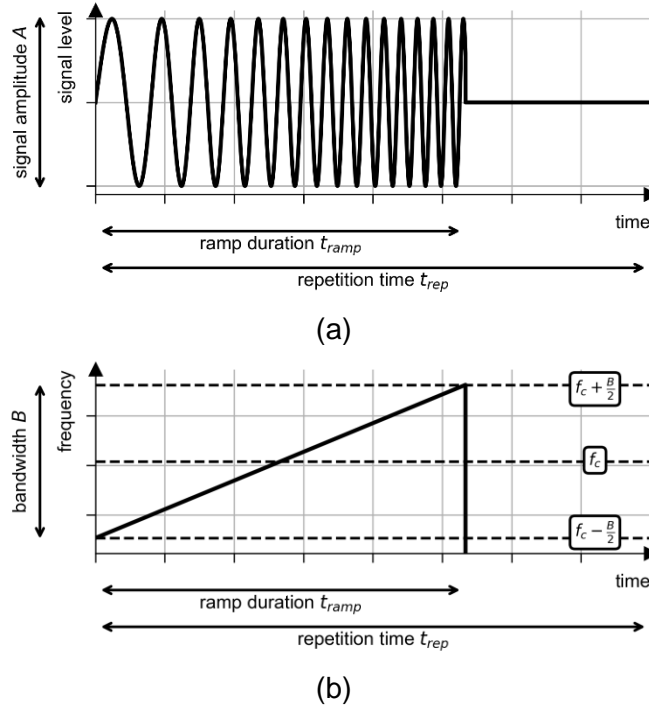 signal amplitude A
signal level
time
ramp duration t_ramp
repetition time t_rep
(a)
bandwidth B
frequency
f_c + B/2
f_c
f_c − B/2
time
ramp duration t_ramp
repetition time t_rep
(b)